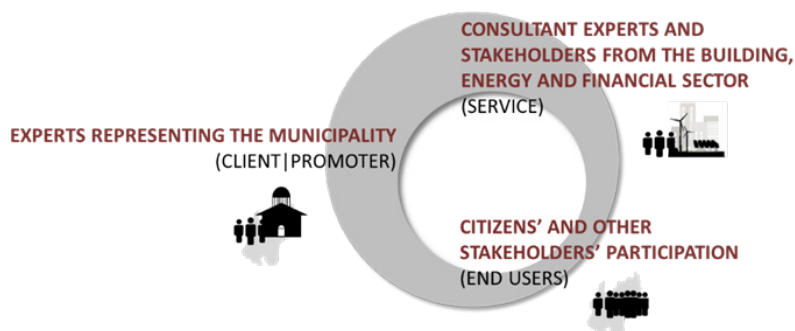 CONSULTANT EXPERTS AND
STAKEHOLDERS FROM THE BUILDING,
ENERGY AND FINANCIAL SECTOR
(SERVICE)
EXPERTS REPRESENTING THE MUNICIPALITY
(CLIENT|PROMOTER)
CITIZENS' AND OTHER
STAKEHOLDERS' PARTICIPATION
(END USERS)